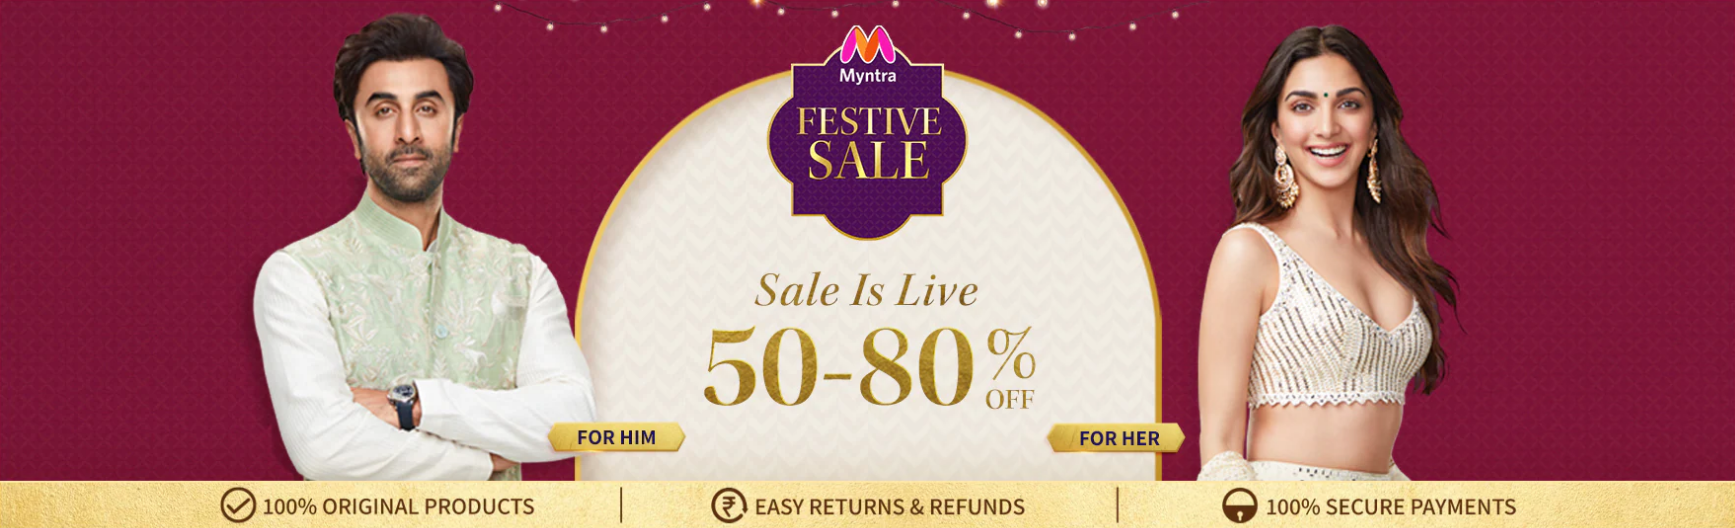 Myntra
FESTIVE
SALE
Sale Is Live
50-80%
OFF
FOR HIM
FOR HER
100% ORIGINAL PRODUCTS
EASY RETURNS & REFUNDS
100% SECURE PAYMENTS